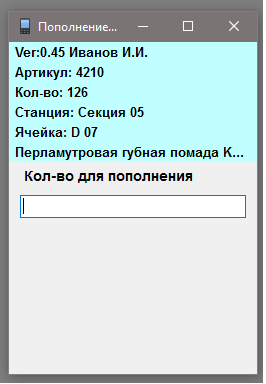 Пополнение...
Ver:0.45 Иванов И.И.
Артикул: 4210
Кол-во: 126
Станция: Секция 05
Ячейка: D 07
Перламутровая губная помада K...
Кол-во для пополнения